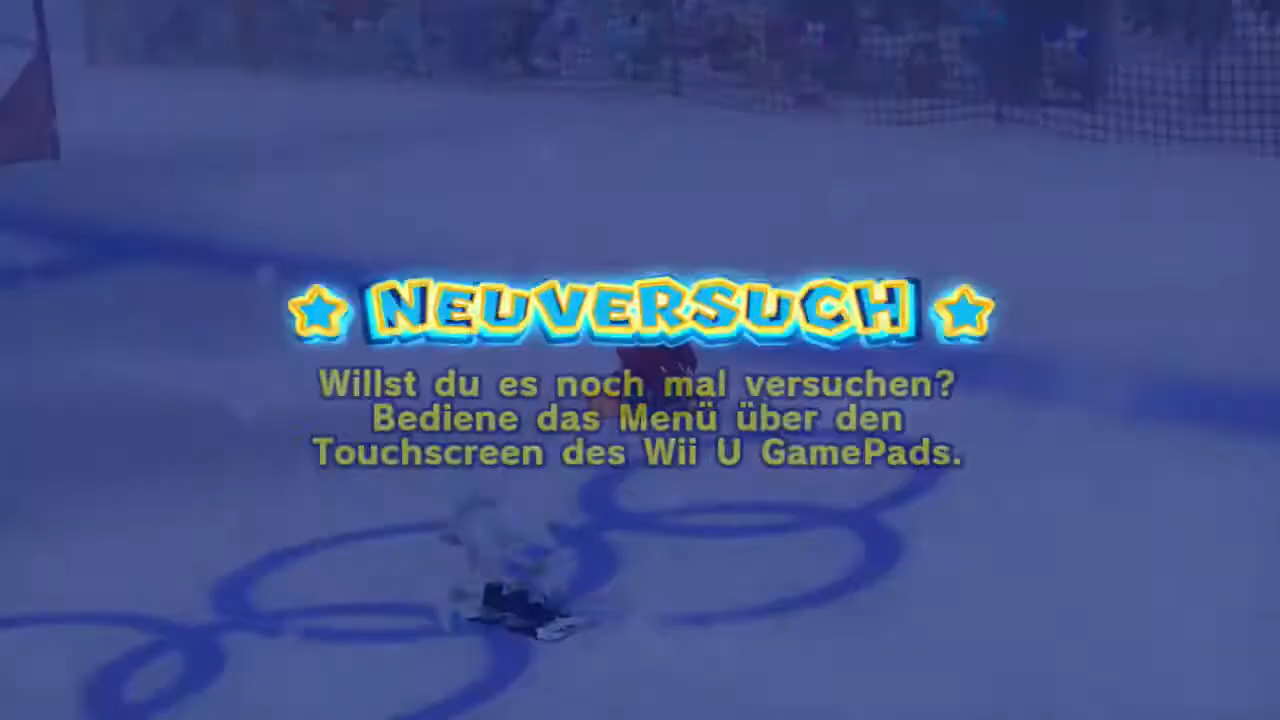 NEUVERSUCH
Willst du es noch mal versuchen?
Bediene das Menü über den
Touchscreen des Wii U GamePads.